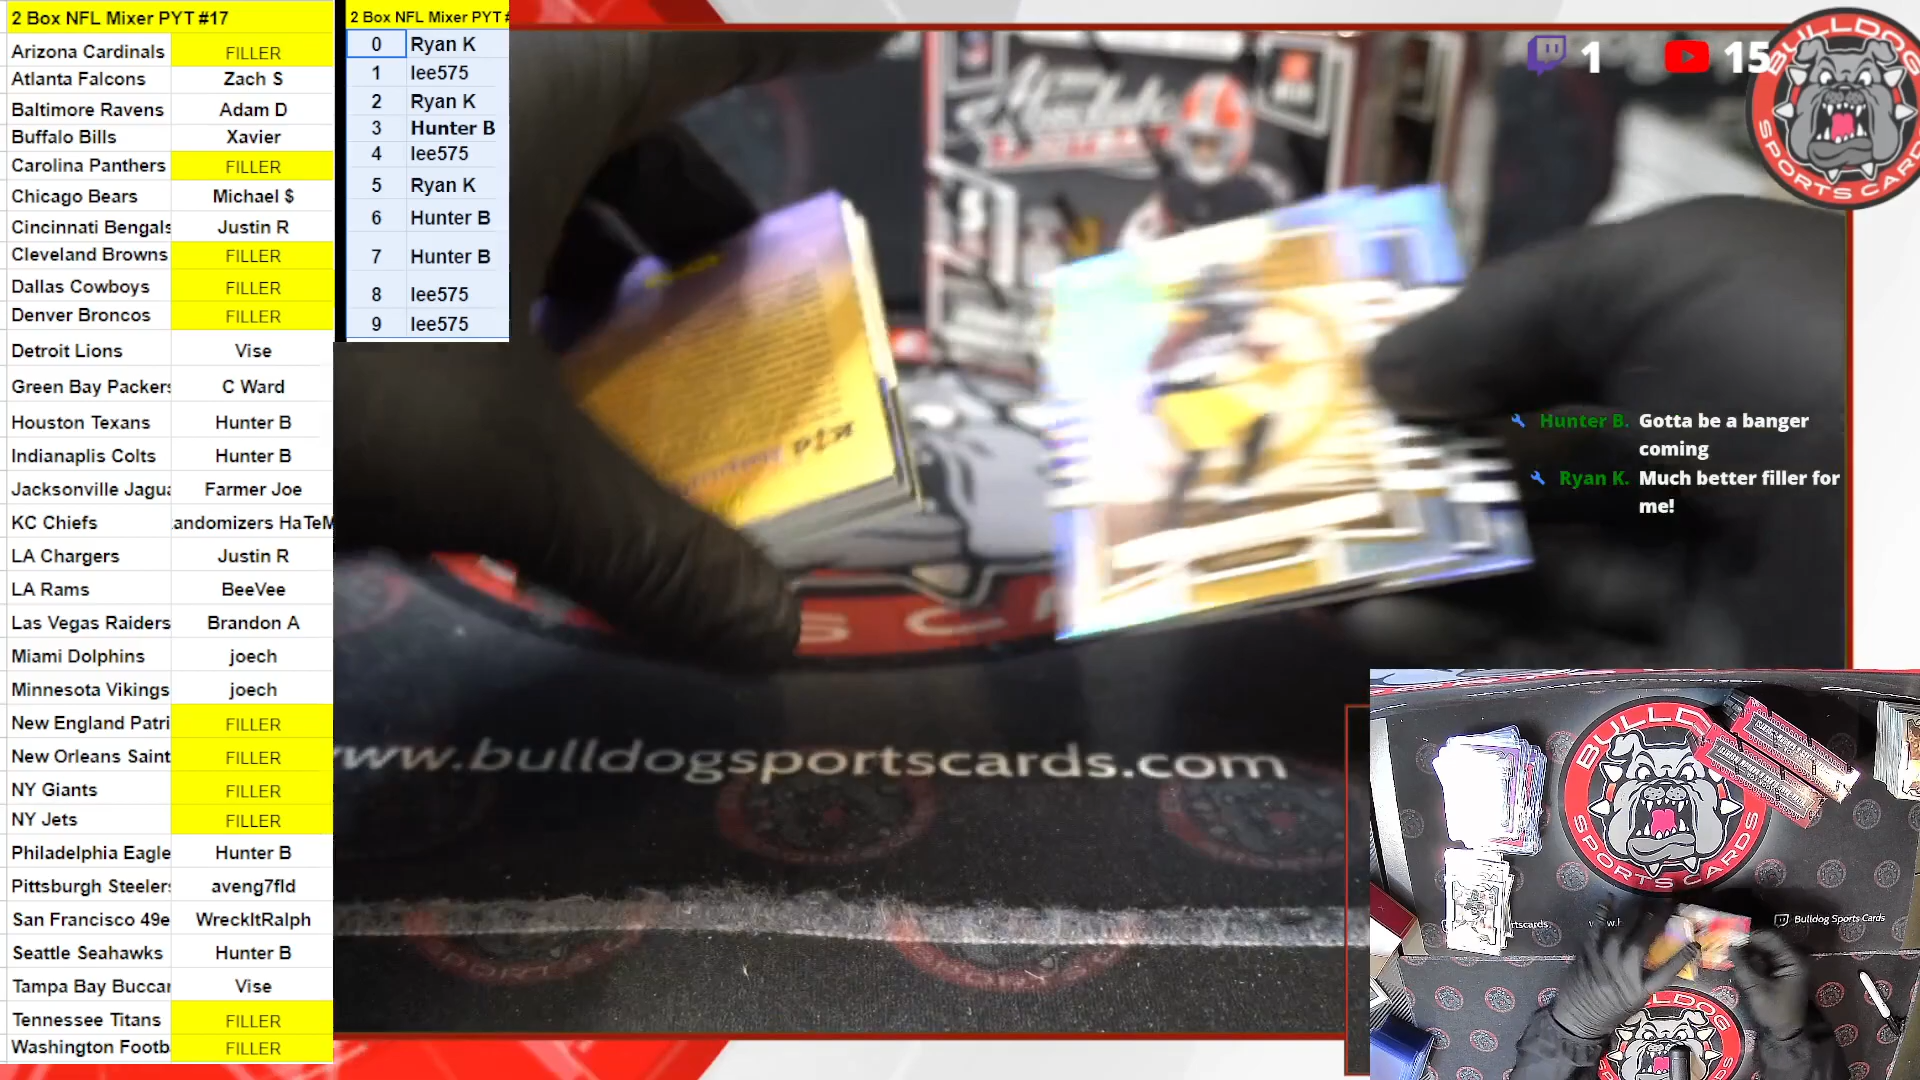 2 Box NFL Mixer PYT #17
Arizona Cardinals FILLER
Atlanta Falcons Zach S
Baltimore Ravens Adam D
Buffalo Bills Xavier
Carolina Panthers FILLER
Chicago Bears Michael $
Cincinnati Bengals Justin R
Cleveland Browns FILLER
Dallas Cowboys FILLER
Denver Broncos FILLER
Detroit Lions Vise
Green Bay Packers C Ward
Houston Texans Hunter B
Indianaplis Colts Hunter B
Jacksonville Jagua Farmer Joe
KC Chiefs andomizers HaTeM
LA Chargers Justin R
LA Rams BeeVee
Las Vegas Raiders Brandon A
Miami Dolphins joech
Minnesota Vikings joech
New England Patri FILLER
New Orleans Saint FILLER
NY Giants FILLER
NY Jets FILLER
Philadelphia Eagle Hunter B
Pittsburgh Steelers aveng7fld
San Francisco 49e WreckItRalph
Seattle Seahawks Hunter B
Tampa Bay Buccar Vise
Tennessee Titans FILLER
Washington Footb FILLER
2 Box NFL Mixer PYT #
0 Ryan K
1 lee575
2 Ryan K
3 Hunter B
4 lee575
5 Ryan K
6 Hunter B
7 Hunter B
8 lee575
9 lee575
1 15
BULLDOG
SPORTS CARDS
Hunter B. Gotta be a banger
coming
Ryan K. Much better filler for
me!
www.bulldogsportscards.com
BULLDOG
SPORTS CARDS
Bulldog Sports Cards